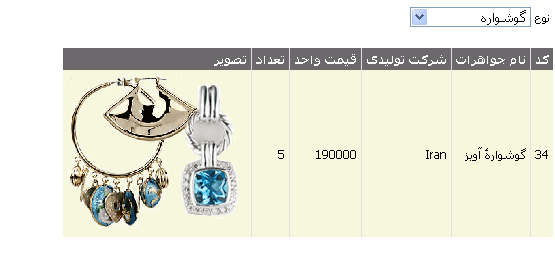 نوع گوشواره
کد نام جواهرات شرکت تولیدی قیمت واحد تعداد تصویر
34 گوشوارهٔ آویز Iran 190000 5